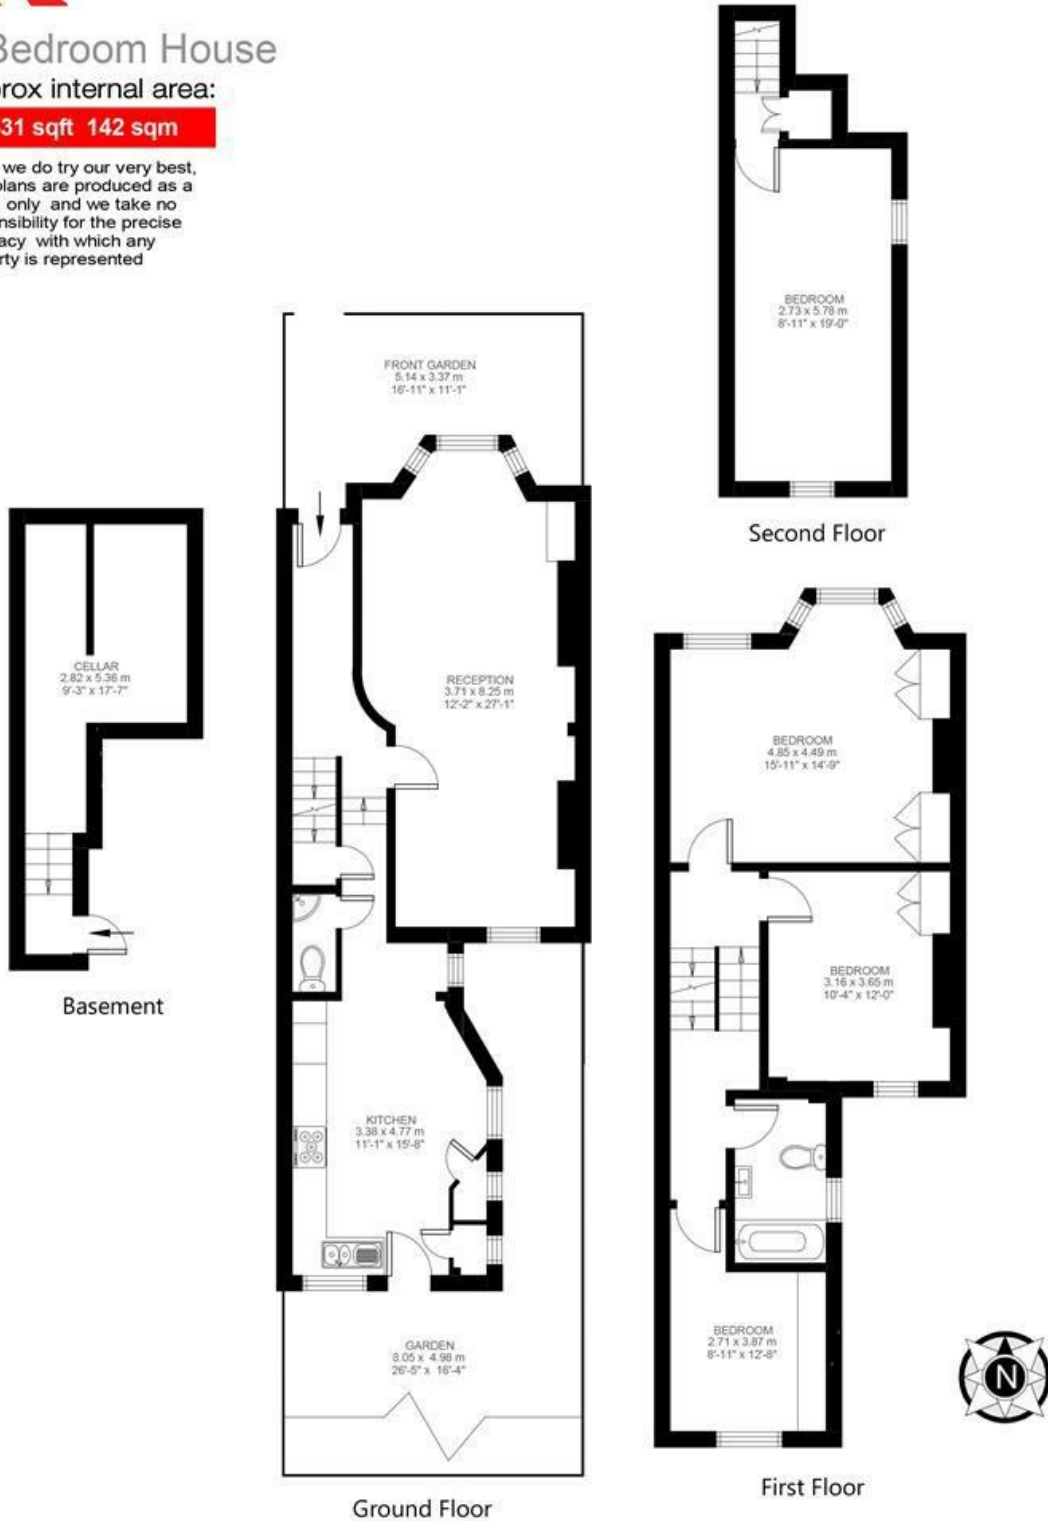 Bedroom House
rox internal area:
31 sqft 142 sqm
we do try our very best,
plans are produced as a
only and we take no
nsibility for the precise
acy with which any
rty is represented
BEDROOM
2.73 x 5.78 m
8'-11" x 19'-0"
Second Floor
FRONT GARDEN
5.14 x 3.37 m
16'-11" x 11'-1"
CELLAR
2.82 x 5.36 m
9'-3" x 17'-7"
Basement
RECEPTION
3.71 x 8.25 m
12'-2" x 27'-1"
KITCHEN
3.38 x 4.77 m
11'-1" x 15'-8"
GARDEN
8.05 x 4.98 m
26'-5" x 16'-4"
Ground Floor
BEDROOM
4.85 x 4.49 m
15'-11" x 14'-9"
BEDROOM
3.16 x 3.65 m
10'-4" x 12'-0"
BEDROOM
2.71 x 3.87 m
8'-11" x 12'-8"
First Floor
N